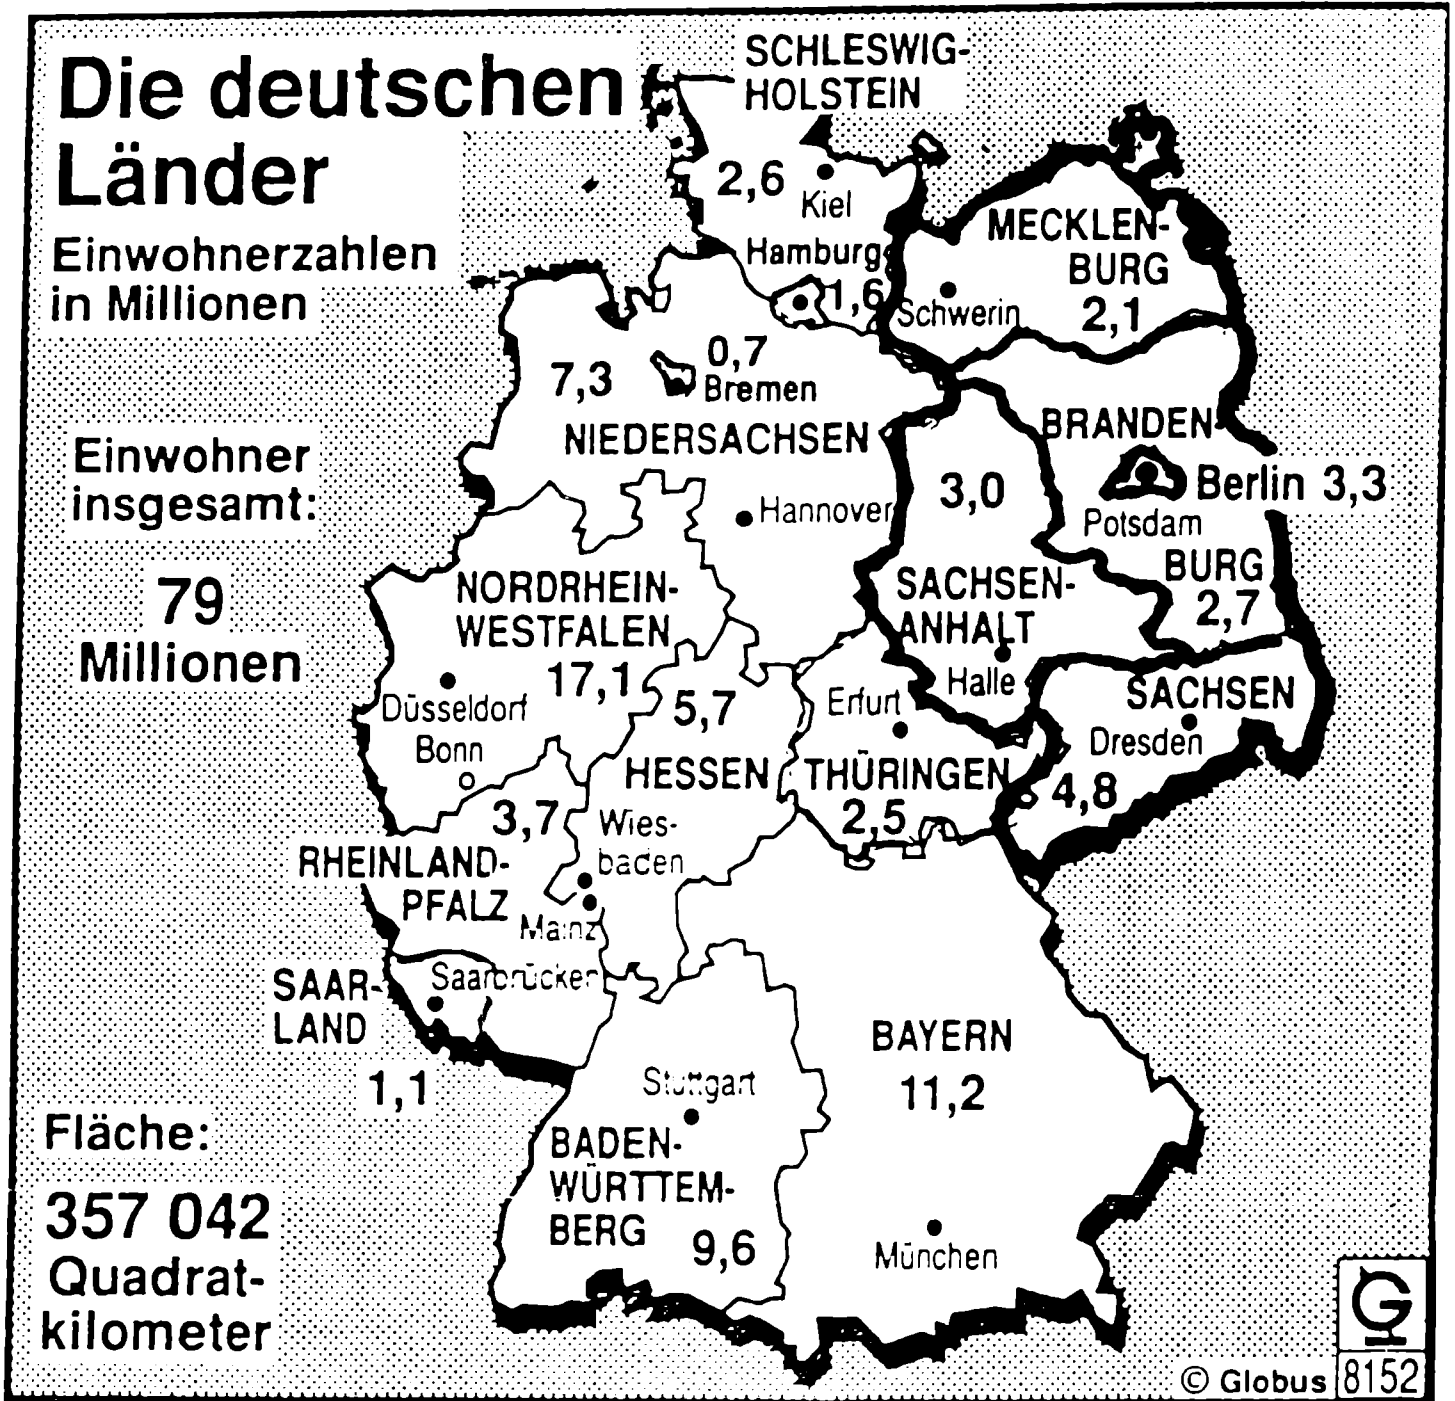 Die deutschen
Länder
Einwohnerzahlen
in Millionen
Einwohner
insgesamt:
79
Millionen
Fläche:
357 042
Quadrat-
kilometer
SCHLESWIG-
HOLSTEIN
2,6
Kiel
Hamburg
1,6
MECKLEN-
BURG
2,1
Schwerin
0,7
Bremen
7,3
NIEDERSACHSEN
Hannover
BRANDEN-
Berlin 3,3
Potsdam
BURG
2,7
3,0
SACHSEN-
ANHALT
Halle
NORDRHEIN-
WESTFALEN
17,1
Düsseldorf
Bonn
5,7
HESSEN
Wies-
baden
Erfurt
THÜRINGEN
2,5
SACHSEN
Dresden
4,8
3,7
RHEINLAND-
PFALZ
Mainz
SAAR-
LAND
1,1
Saarbrücken
BAYERN
11,2
München
Stuttgart
BADEN-
WÜRTTEM-
BERG
9,6
G
© Globus
8152